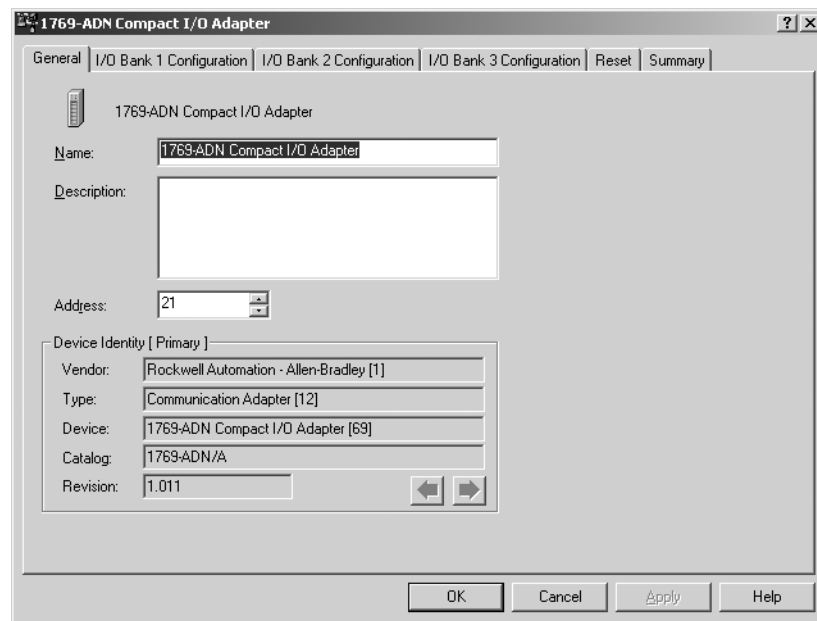 1769-ADN Compact I/O Adapter
General I/O Bank 1 Configuration I/O Bank 2 Configuration I/O Bank 3 Configuration Reset Summary
1769-ADN Compact I/O Adapter
Name: 1769-ADN Compact I/O Adapter
Description:
Address: 21
Device Identity [ Primary ]
Vendor: Rockwell Automation - Allen-Bradley [1]
Type: Communication Adapter [12]
Device: 1769-ADN Compact I/O Adapter [69]
Catalog: 1769-ADN/A
Revision: 1.011
OK Cancel Apply Help